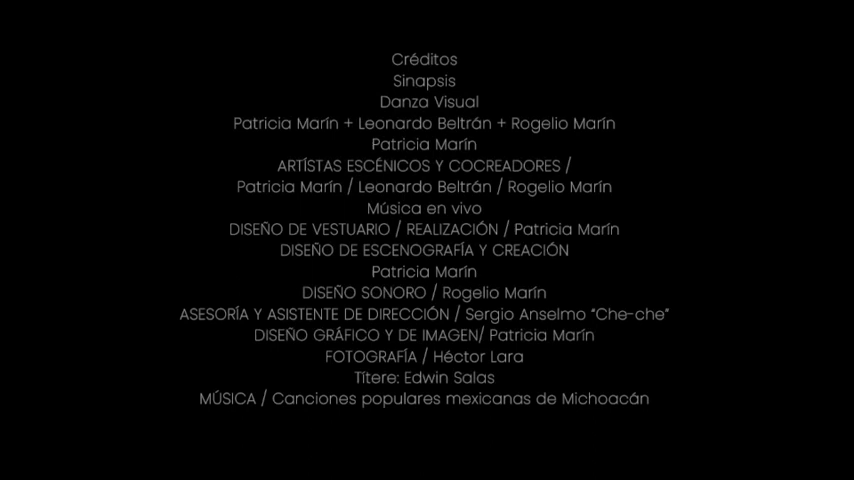 Créditos
Sinapsis
Danza Visual
Patricia Marín + Leonardo Beltrán + Rogelio Marín
Patricia Marín
ARTÍSTAS ESCÉNICOS Y COCREADORES /
Patricia Marín / Leonardo Beltrán / Rogelio Marín
Música en vivo
DISEÑO DE VESTUARIO / REALIZACIÓN / Patricia Marín
DISEÑO DE ESCENOGRAFÍA Y CREACIÓN
Patricia Marín
DISEÑO SONORO / Rogelio Marín
ASESORÍA Y ASISTENTE DE DIRECCIÓN / Sergio Anselmo “Che-che”
DISEÑO GRÁFICO Y DE IMAGEN/ Patricia Marín
FOTOGRAFÍA / Héctor Lara
Títere: Edwin Salas
MÚSICA / Canciones populares mexicanas de Michoacán